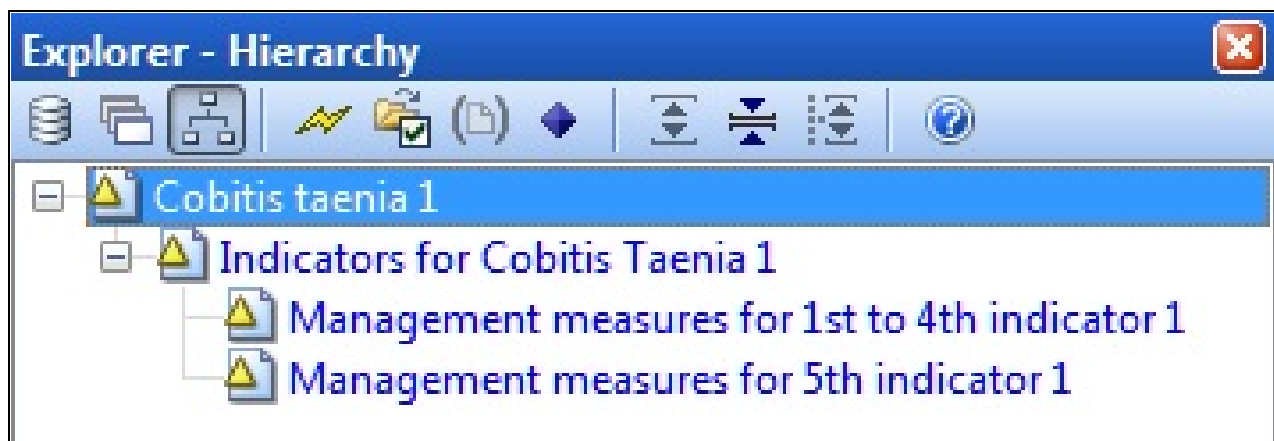 Explorer - Hierarchy
Cobitis taenia 1
Indicators for Cobitis Taenia 1
Management measures for 1st to 4th indicator 1
Management measures for 5th indicator 1